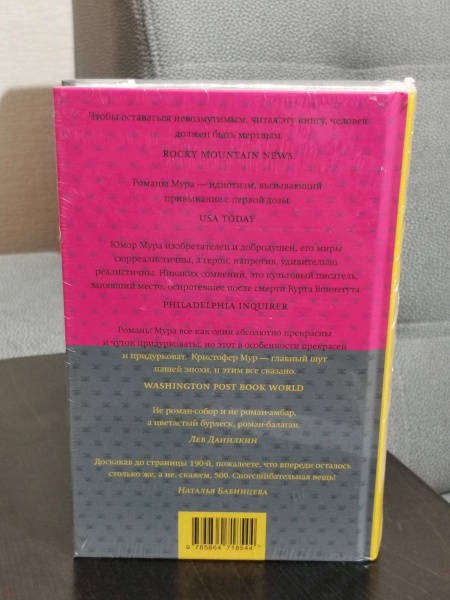 Чтобы оставаться невозмутимым, читая эту книгу, человек
должен быть мертвым.
ROCKY MOUNTAIN NEWS
Романы Мура — идиотизм, вызывающий
привыкание с первой дозы.
USA TODAY
Юмор Мура изобретателен и добродушен, его миры
сюрреалистичны, а герои, напротив, удивительно
реалистичны. Никаких сомнений, это культовый писатель,
занявший место, осиротевшее после смерти Курта Воннегута.
PHILADELPHIA INQUIRER
Романы Мура все как один абсолютно прекрасны
и чуток придурковаты, но этот в особенности прекрасен
и придурковат. Кристофер Мур — главный шут
нашей эпохи, и этим все сказано.
WASHINGTON POST BOOK WORLD
Не роман-собор и не роман-амбар,
а цветастый бурлеск, роман-балаган.
Лев Данилкин
Доскакав до страницы 190-й, пожалеете, что впереди осталось
столько же, а не, скажем, 500. Сногсшибательная вещь!
Наталья Бабинцева
9 785864 718544